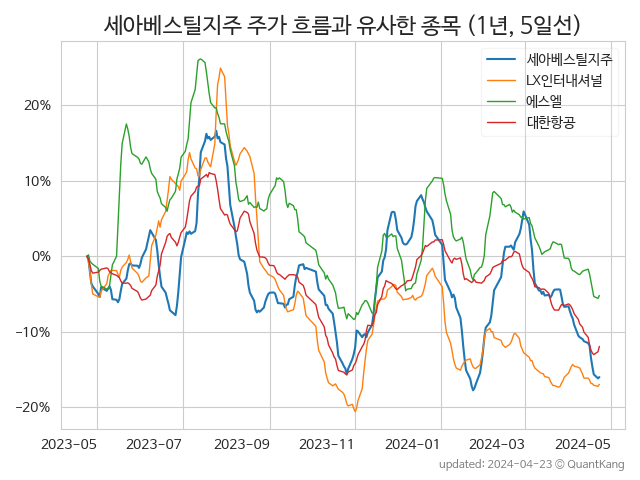 세아베스틸지주 주가 흐름과 유사한 종목 (1년, 5일선)
세아베스틸지주
LX인터내셔널
에스엘
대한항공
20%
10%
0%
−10%
−20%
2023-05 2023-07 2023-09 2023-11 2024-01 2024-03 2024-05
updated: 2024-04-23 © QuantKang